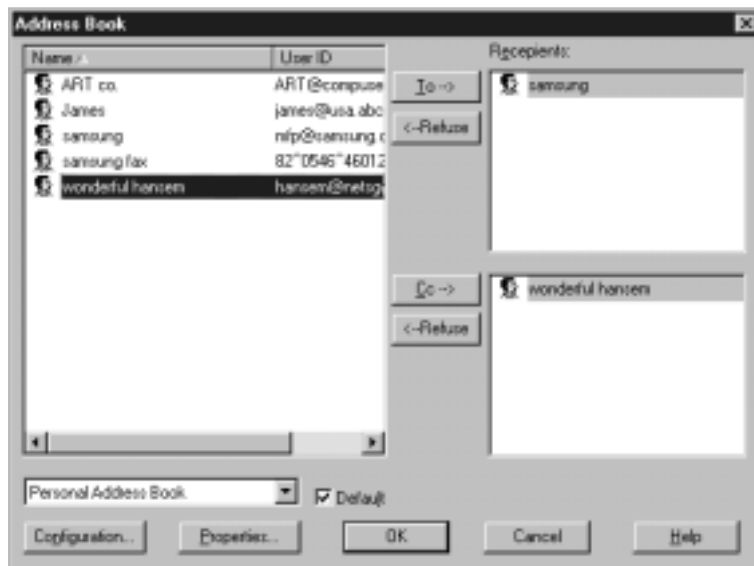 Address Book
Name User ID
ART co. ART@compuse
James james@usa.abc
samsung mfp@samsung.c
samsung fax 82~0546~46012
wonderful hansem hansem@netsg
To ->
<--Refuse
Recepients:
samsung
Cc ->
<--Refuse
wonderful hansem
Personal Address Book
Default
Configuration...
Properties...
OK
Cancel
Help